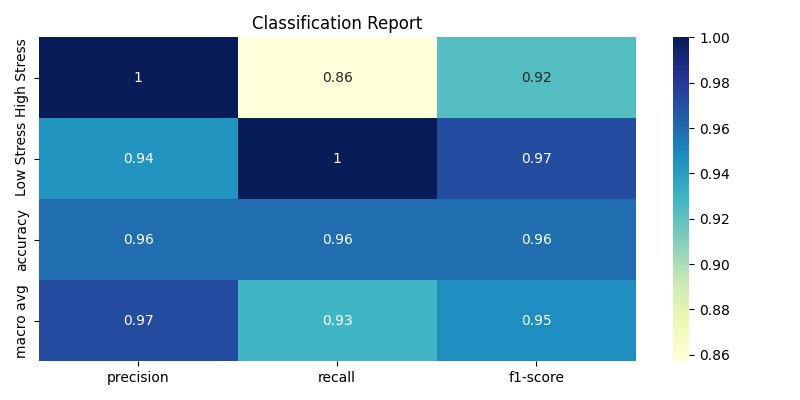 Classification Report
High Stress
1
0.86
0.92
Low Stress
0.94
1
0.97
accuracy
0.96
0.96
0.96
macro avg
0.97
0.93
0.95
precision
recall
f1-score
1.00
0.98
0.96
0.94
0.92
0.90
0.88
0.86